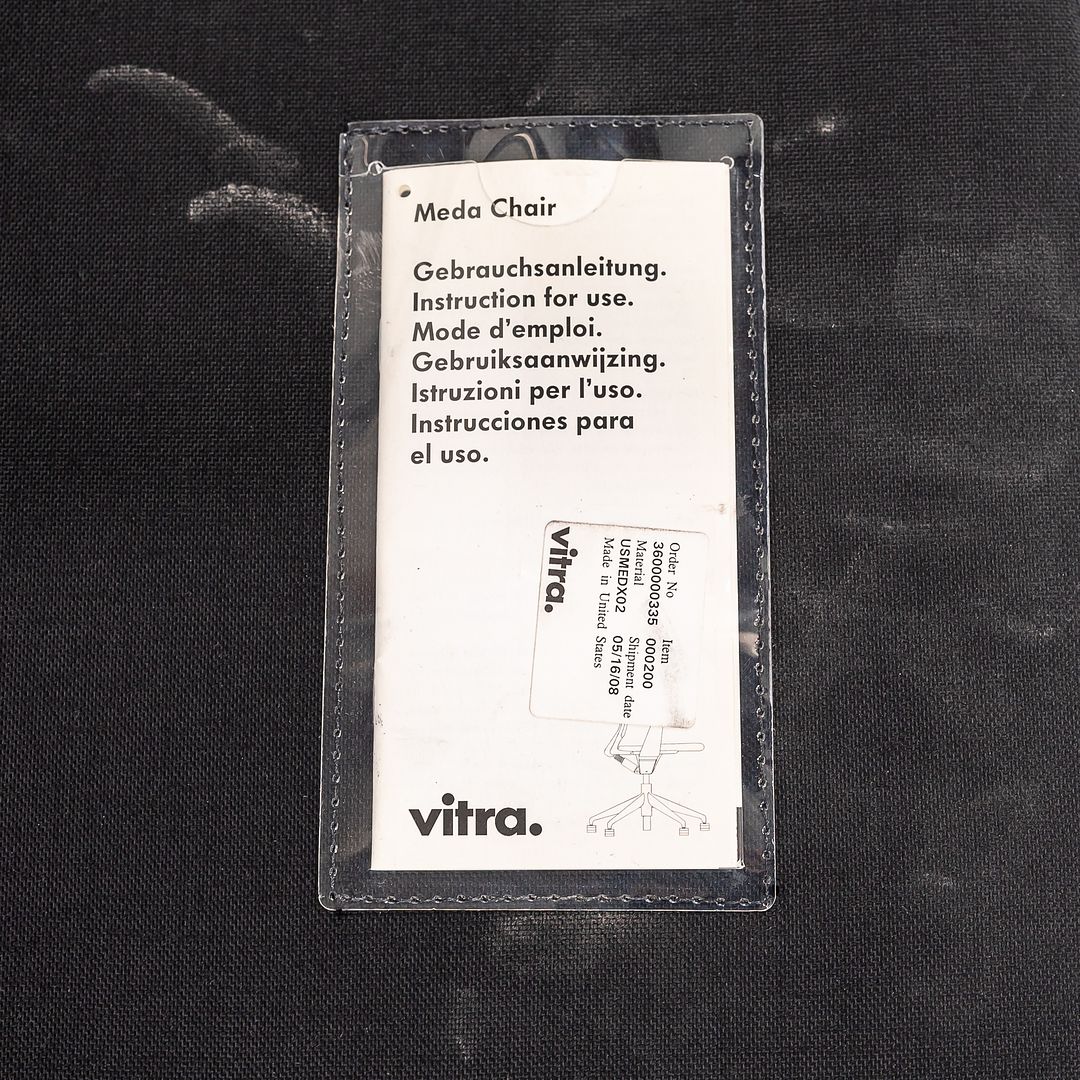 Meda Chair
Gebrauchsanleitung.
Instruction for use.
Mode d'emploi.
Gebruiksaanwijzing.
Istruzioni per l'uso.
Instrucciones para
el uso.
Order No Item
3600000335 000200
Material Shipment date
USMEDX02 05/16/08
Made in United States
vitra.
vitra.